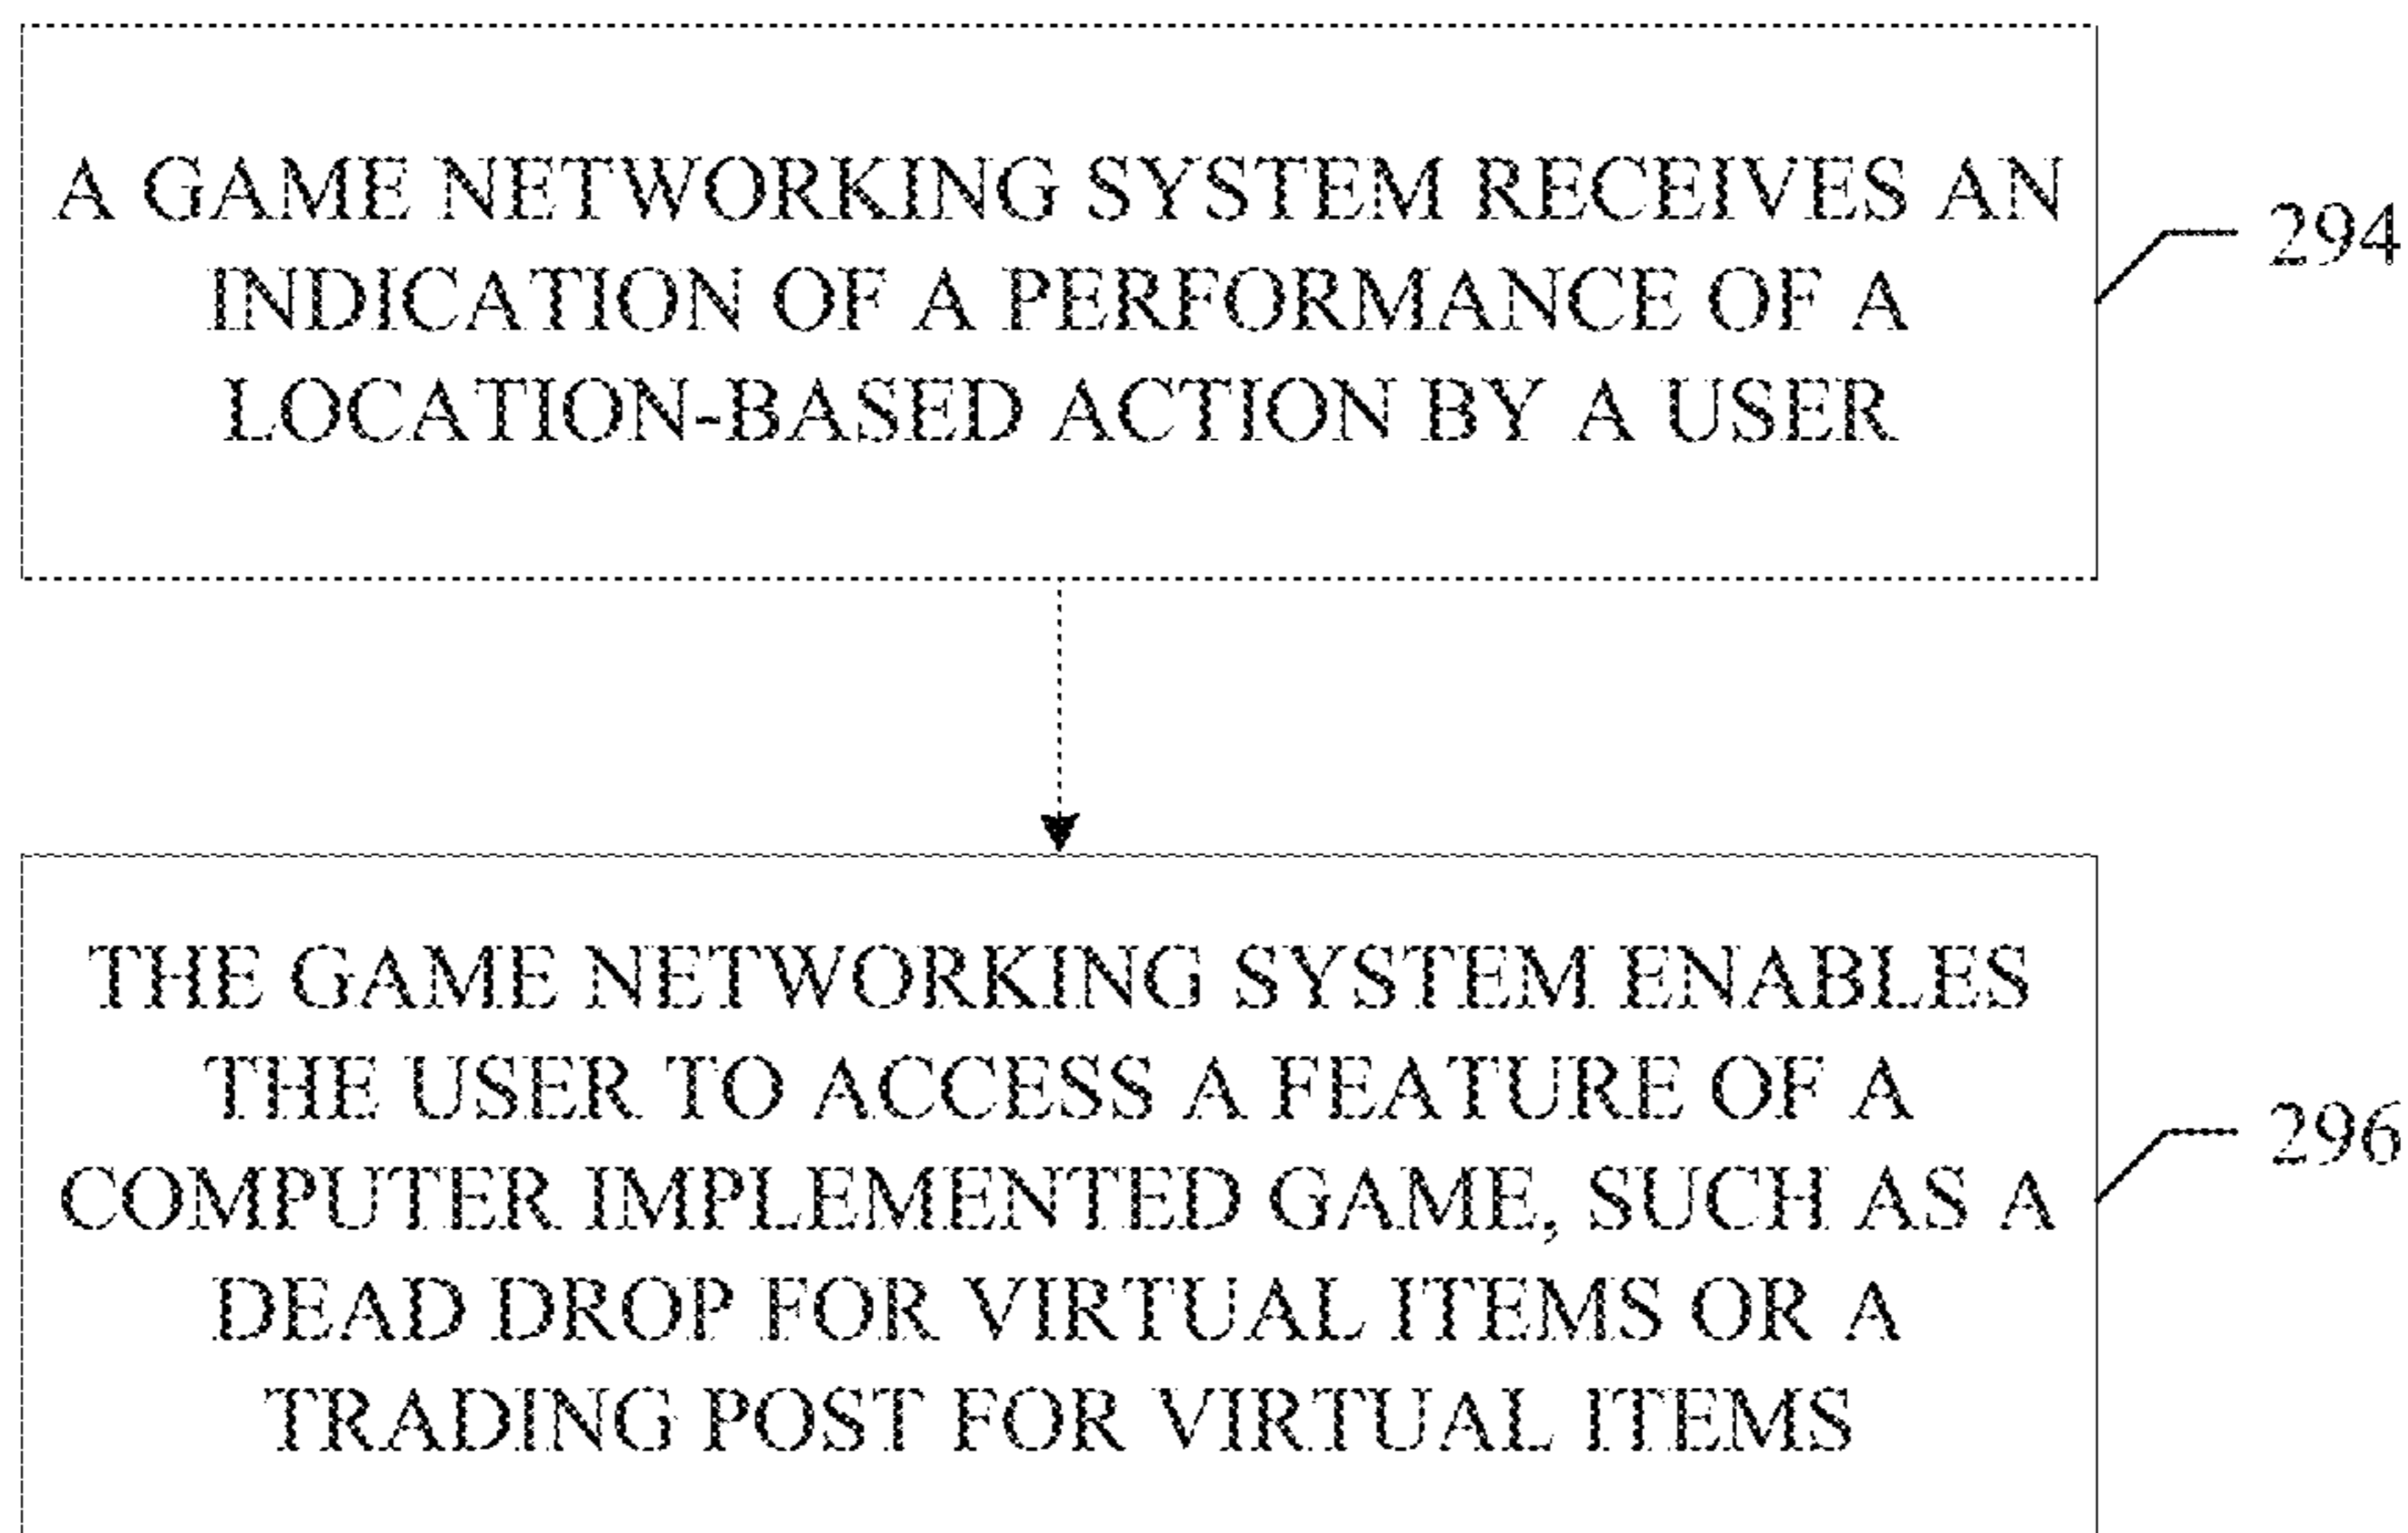 A GAME NETWORKING SYSTEM RECEIVES AN
INDICATION OF A PERFORMANCE OF A
LOCATION-BASED ACTION BY A USER
294
THE GAME NETWORKING SYSTEM ENABLES
THE USER TO ACCESS A FEATURE OF A
COMPUTER IMPLEMENTED GAME, SUCH AS A
DEAD DROP FOR VIRTUAL ITEMS OR A
TRADING POST FOR VIRTUAL ITEMS
296